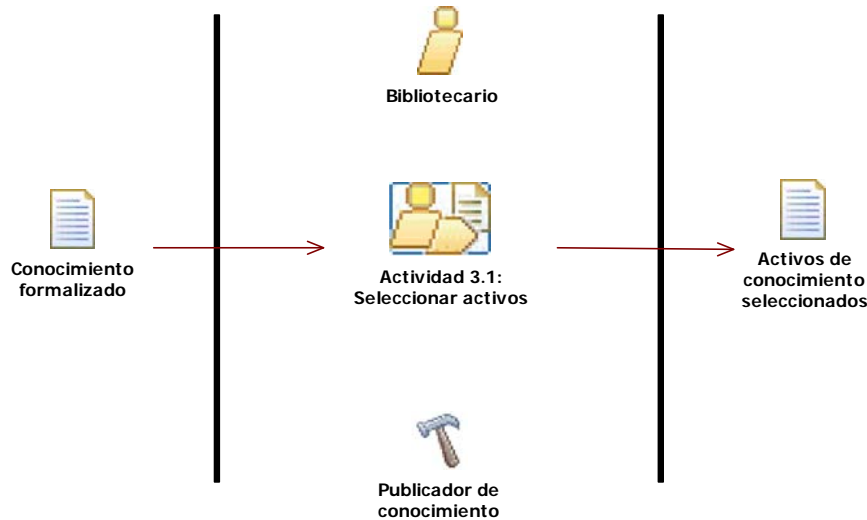 Bibliotecario
Conocimiento
formalizado
Actividad 3.1:
Seleccionar activos
Activos de
conocimiento
seleccionados
Publicador de
conocimiento